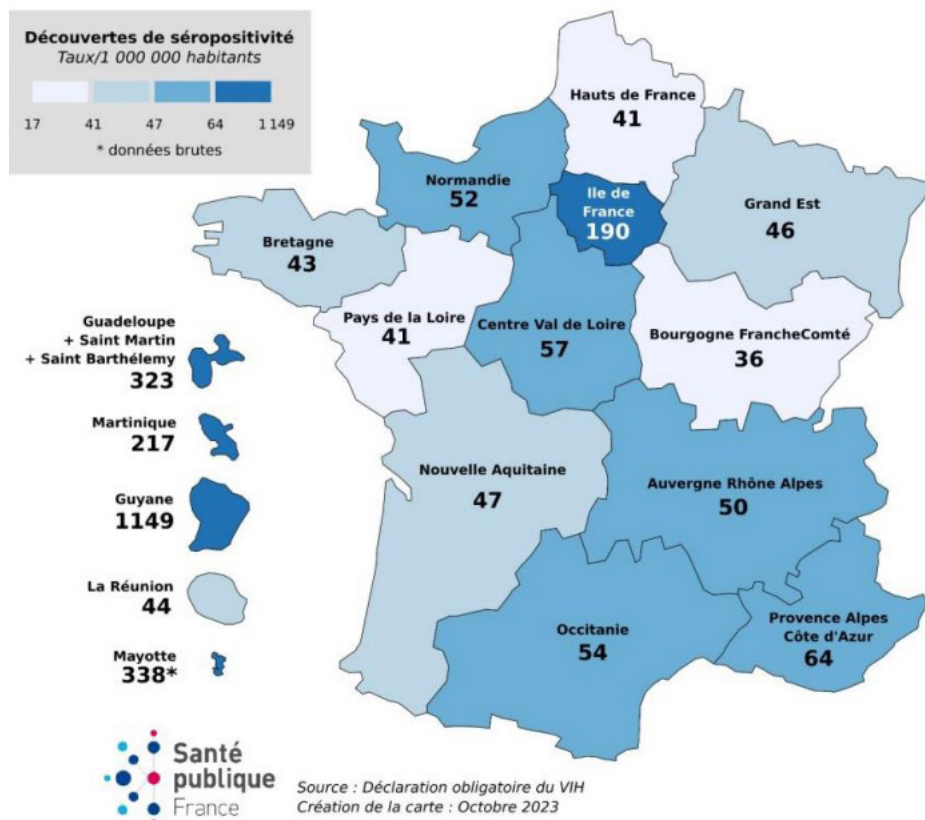 Découvertes de séropositivité
Taux/1 000 000 habitants
17 41 47 64 1 149
* données brutes
Hauts de France
41
Normandie
52
Ile de
France
190
Grand Est
46
Bretagne
43
Pays de la Loire
41
Centre Val de Loire
57
Bourgogne FrancheComté
36
Guadeloupe
+ Saint Martin
+ Saint Barthélemy
323
Martinique
217
Guyane
1149
La Réunion
44
Mayotte
338*
Nouvelle Aquitaine
47
Auvergne Rhône Alpes
50
Occitanie
54
Provence Alpes
Côte d'Azur
64
Santé
publique
France
Source : Déclaration obligatoire du VIH
Création de la carte : Octobre 2023